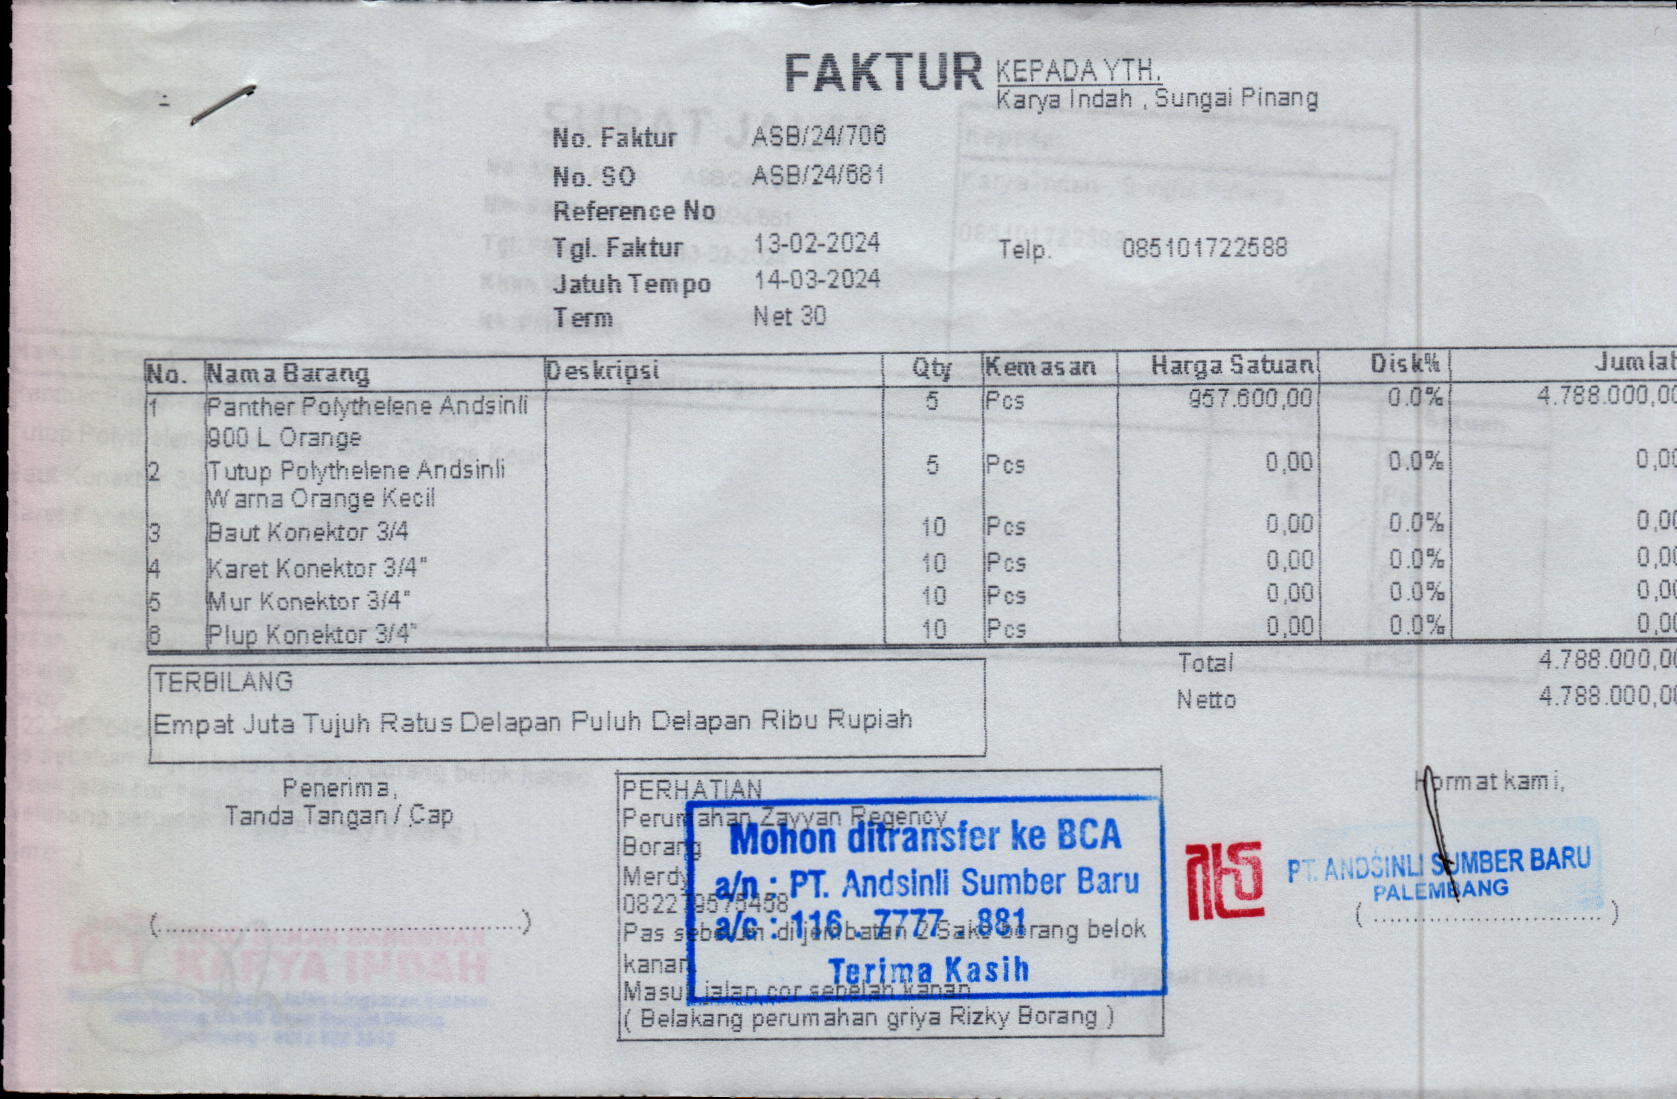 FAKTUR
KEPADA YTH.
Karya Indah , Sungai Pinang
No. Faktur ASB/24/706
No. SO ASB/24/681
Reference No
Tgl. Faktur 13-02-2024 Telp. 085101722588
Jatuh Tempo 14-03-2024
Term Net 30
No. Nama Barang Deskripsi Qty Kemasan Harga Satuan Disk% Jumlah
1 Panther Polythelene Andsinli 5 Pcs 957.600,00 0.0% 4.788.000,00
900 L Orange
2 Tutup Polythelene Andsinli 5 Pcs 0,00 0.0% 0,00
Warna Orange Kecil
3 Baut Konektor 3/4 10 Pcs 0,00 0.0% 0,00
4 Karet Konektor 3/4" 10 Pcs 0,00 0.0% 0,00
5 Mur Konektor 3/4" 10 Pcs 0,00 0.0% 0,00
6 Plup Konektor 3/4" 10 Pcs 0,00 0.0% 0,00
Total 4.788.000,00
Netto 4.788.000,00
TERBILANG
Empat Juta Tujuh Ratus Delapan Puluh Delapan Ribu Rupiah
Penerima,
Tanda Tangan / Cap
(....................................)
PERHATIAN
Perumahan Zayyan Regency
Borang
Merdy
082279575458
Pas sebelum di jembatan 2 Sako borang belok
kanan
Masuk jalan cor sebelah kanan
( Belakang perumahan griya Rizky Borang )
Mohon ditransfer ke BCA
a/n : PT. Andsinli Sumber Baru
a/c : 116 . 7777 . 881
Terima Kasih
Hormat kami,
PT. ANDSINLI SUMBER BARU
PALEMBANG
(............................)
KARYA INDAH